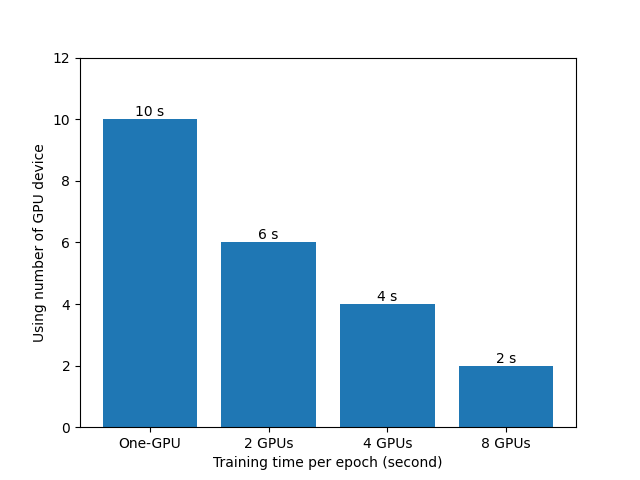 12
10
8
6
4
2
0
Using number of GPU device
10 s
6 s
4 s
2 s
One-GPU 2 GPUs 4 GPUs 8 GPUs
Training time per epoch (second)